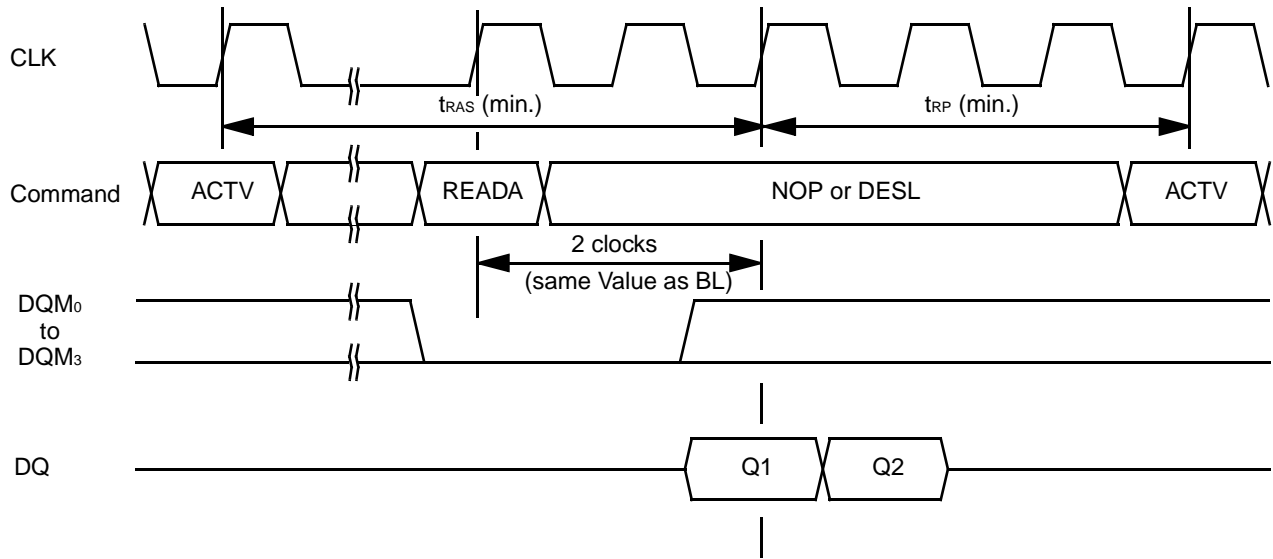 CLK
tRAS (min.)
tRP (min.)
Command
ACTV
READA
NOP or DESL
ACTV
2 clocks
(same Value as BL)
DQM0
to
DQM3
DQ
Q1
Q2